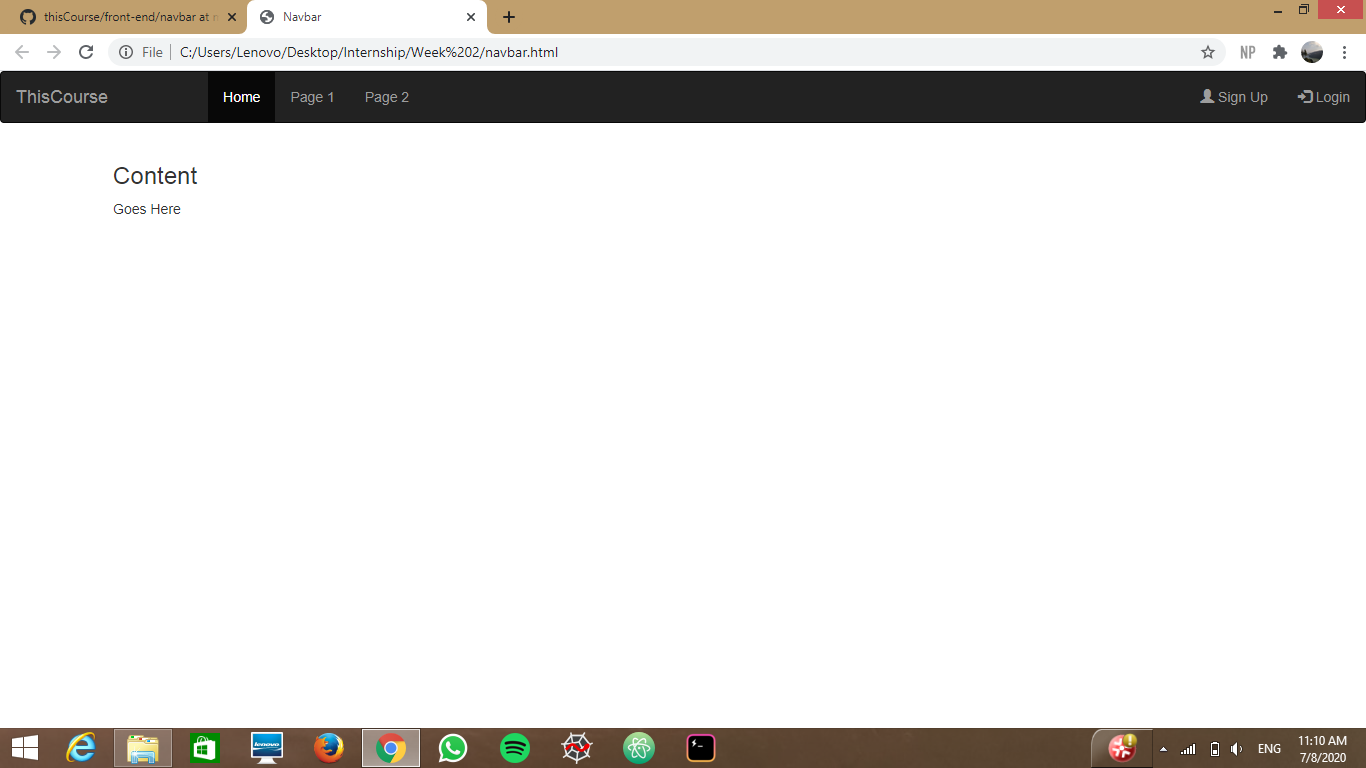 thisCourse/front-end/navbar at
Navbar
File
C:/Users/Lenovo/Desktop/Internship/Week%202/navbar.html
NP
ThisCourse
Home
Page 1
Page 2
Sign Up
Login
Content
Goes Here
lenovo
ENG
11:10 AM
7/8/2020